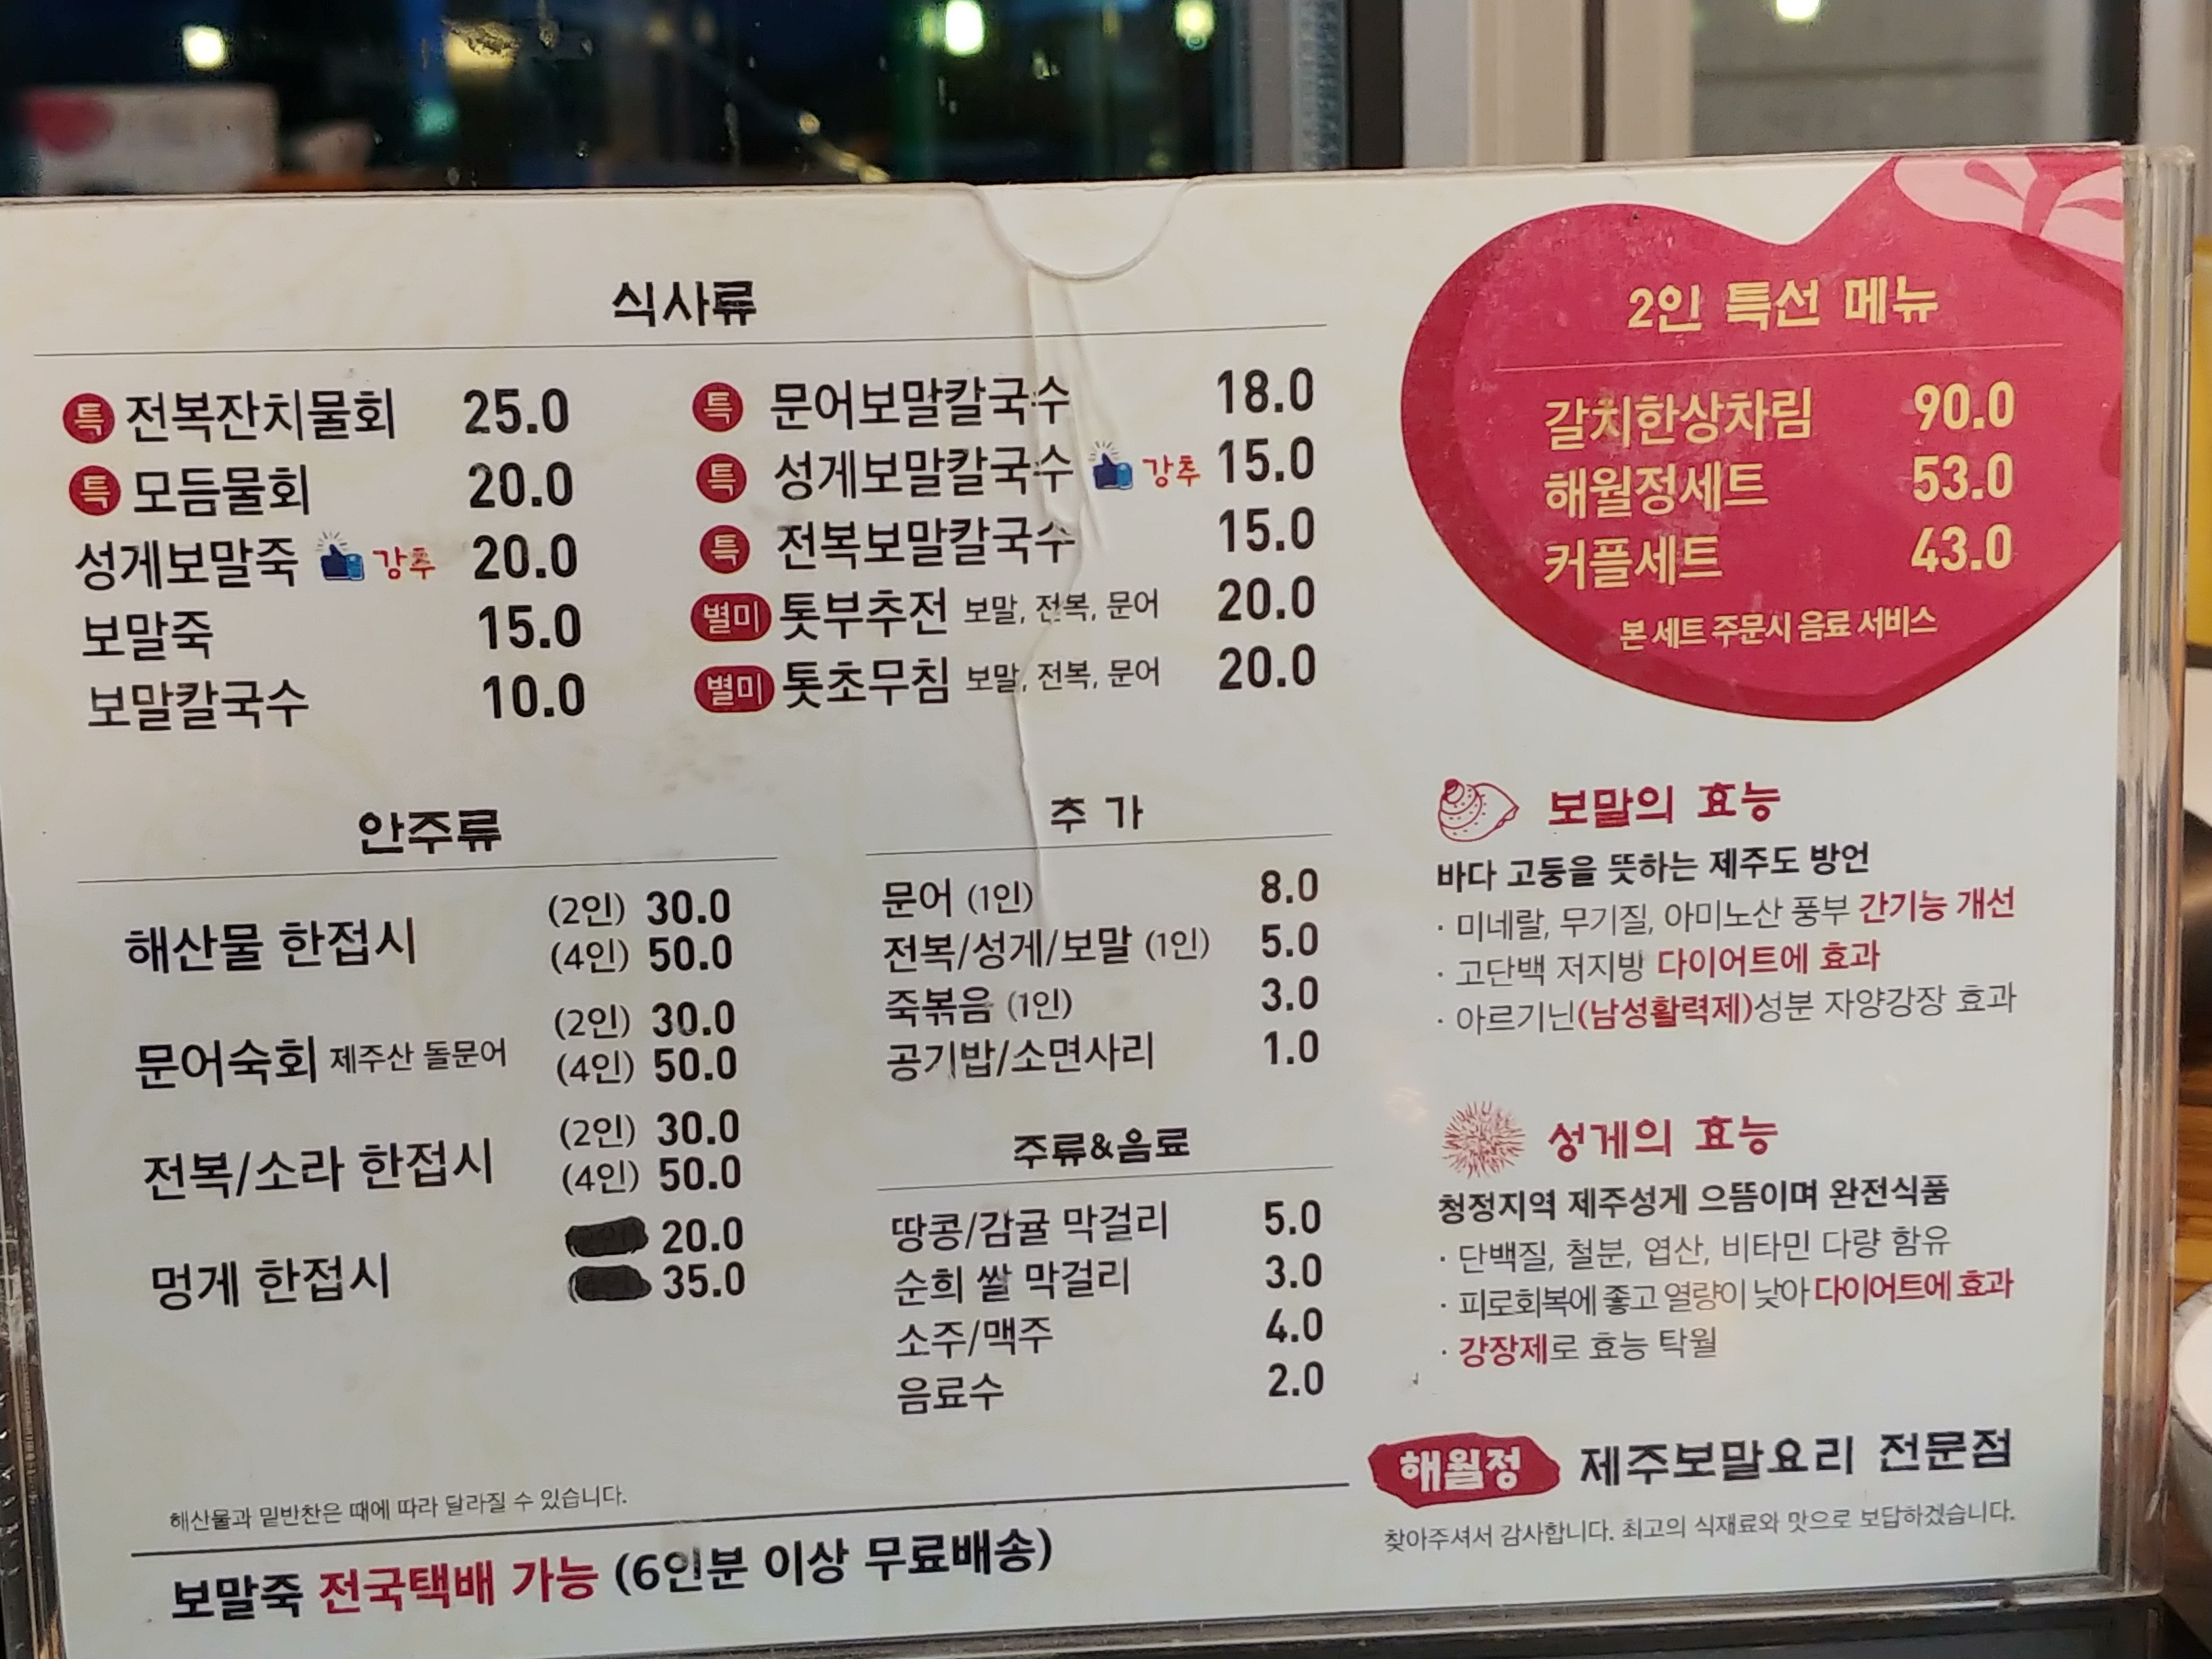 식사류
특 전복잔치물회 25.0
특 모듬물회 20.0
성게보말죽 강추 20.0
보말죽 15.0
보말칼국수 10.0
특 문어보말칼국수 18.0
특 성게보말칼국수 강추 15.0
특 전복보말칼국수 15.0
별미 톳부추전 보말, 전복, 문어 20.0
별미 톳초무침 보말, 전복, 문어 20.0
2인 특선 메뉴
갈치한상차림 90.0
해월정세트 53.0
커플세트 43.0
본 세트 주문시 음료 서비스
안주류
해산물 한접시 (2인) 30.0
(4인) 50.0
문어숙회 제주산 돌문어 (2인) 30.0
(4인) 50.0
전복/소라 한접시 (2인) 30.0
(4인) 50.0
멍게 한접시 20.0
35.0
추 가
문어 (1인) 8.0
전복/성게/보말 (1인) 5.0
죽볶음 (1인) 3.0
공기밥/소면사리 1.0
주류&음료
땅콩/감귤 막걸리 5.0
순희 쌀 막걸리 3.0
소주/맥주 4.0
음료수 2.0
보말의 효능
바다 고둥을 뜻하는 제주도 방언
· 미네랄, 무기질, 아미노산 풍부 간기능 개선
· 고단백 저지방 다이어트에 효과
· 아르기닌(남성활력제)성분 자양강장 효과
성게의 효능
청정지역 제주성게 으뜸이며 완전식품
· 단백질, 철분, 엽산, 비타민 다량 함유
· 피로회복에 좋고 열량이 낮아 다이어트에 효과
· 강장제로 효능 탁월
해월정 제주보말요리 전문점
찾아주셔서 감사합니다. 최고의 식재료와 맛으로 보답하겠습니다.
해산물과 밑반찬은 때에 따라 달라질 수 있습니다.
보말죽 전국택배 가능 (6인분 이상 무료배송)